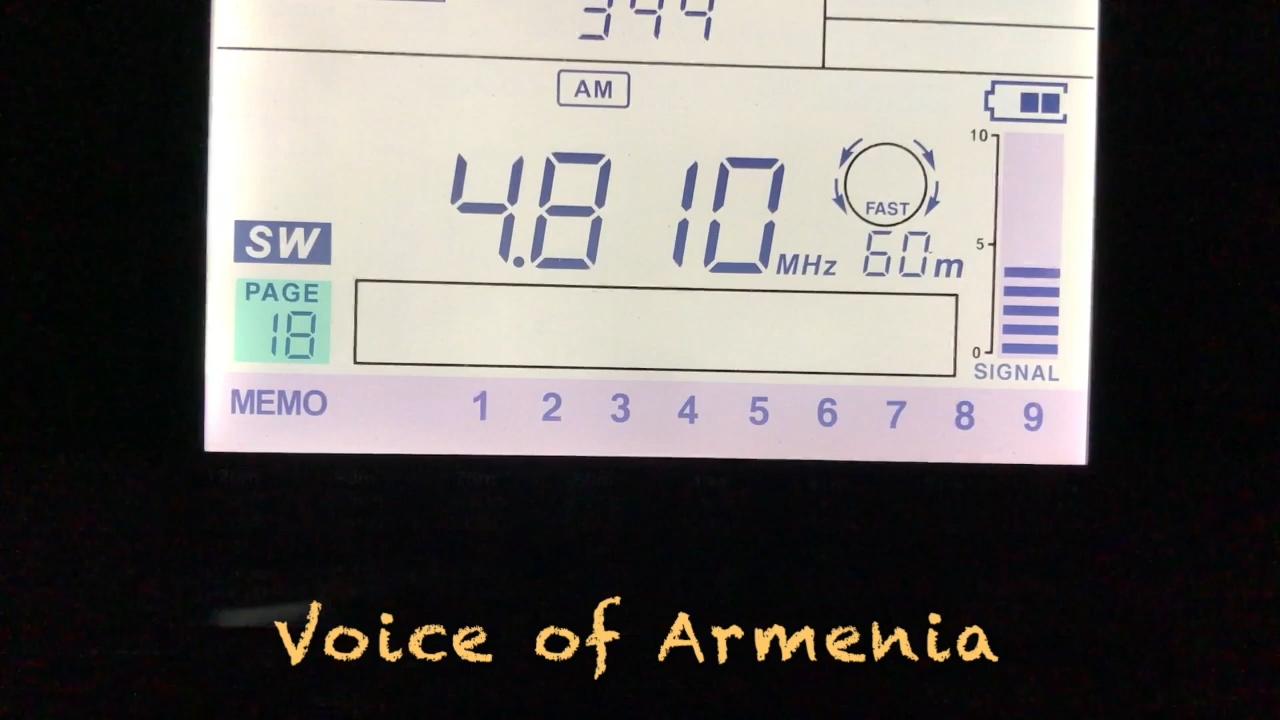 AM
10
4.810 MHz
FAST
60m
5
SW
PAGE
18
0
SIGNAL
MEMO 1 2 3 4 5 6 7 8 9
Voice of Armenia